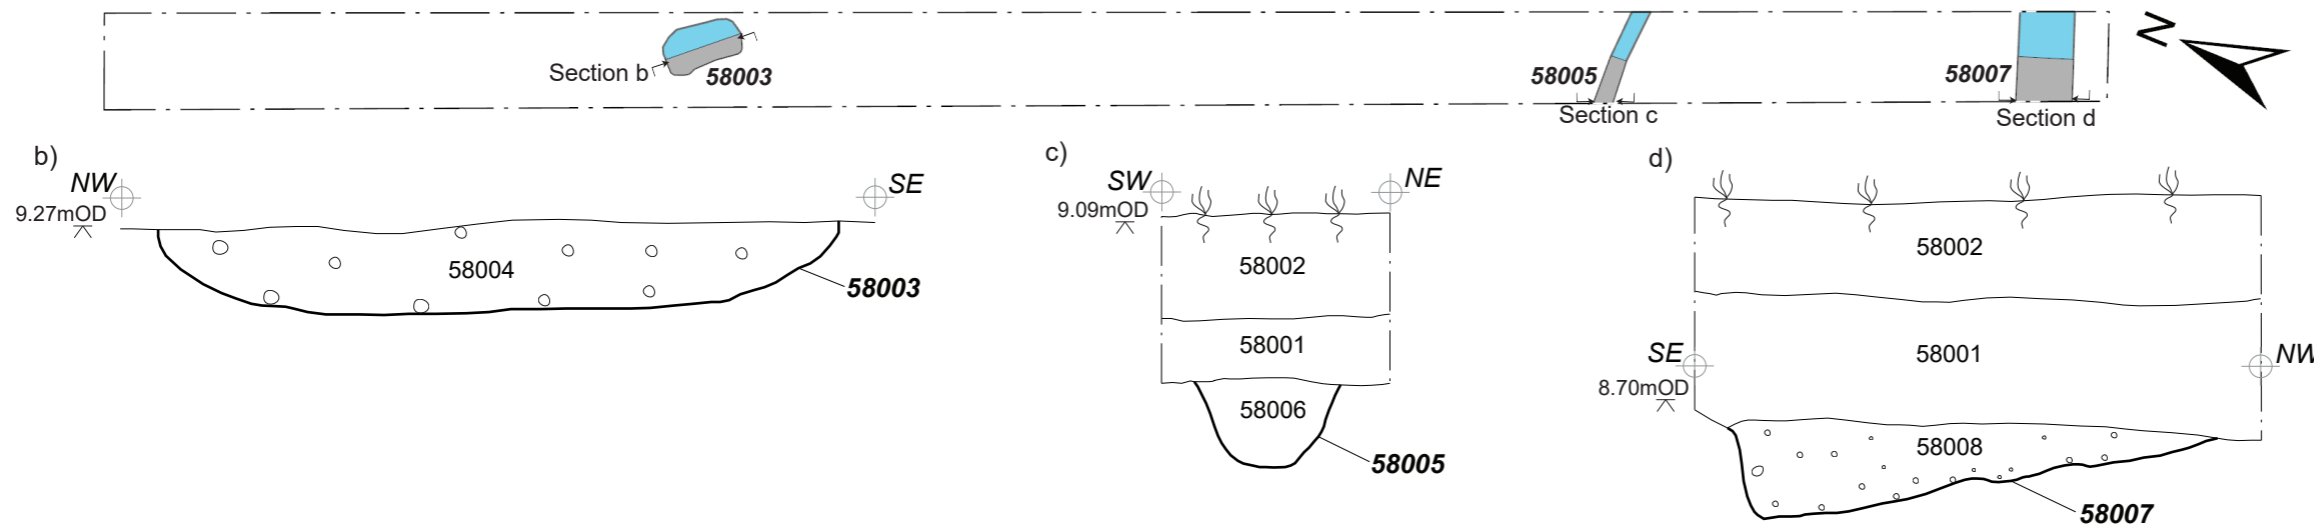 N
Section b
58003
58005
Section c
58007
Section d
b)
NW
SE
9.27mOD
58004
58003
c)
SW
NE
9.09mOD
58002
58001
58006
58005
d)
58002
58001
SE
NW
8.70mOD
58008
58007